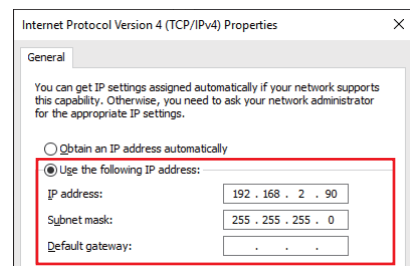 Internet Protocol Version 4 (TCP/IPv4) Properties
General
You can get IP settings assigned automatically if your network supports
this capability. Otherwise, you need to ask your network administrator
for the appropriate IP settings.
Obtain an IP address automatically
Use the following IP address:
IP address: 192 . 168 . 2 . 90
Subnet mask: 255 . 255 . 255 . 0
Default gateway: . . .